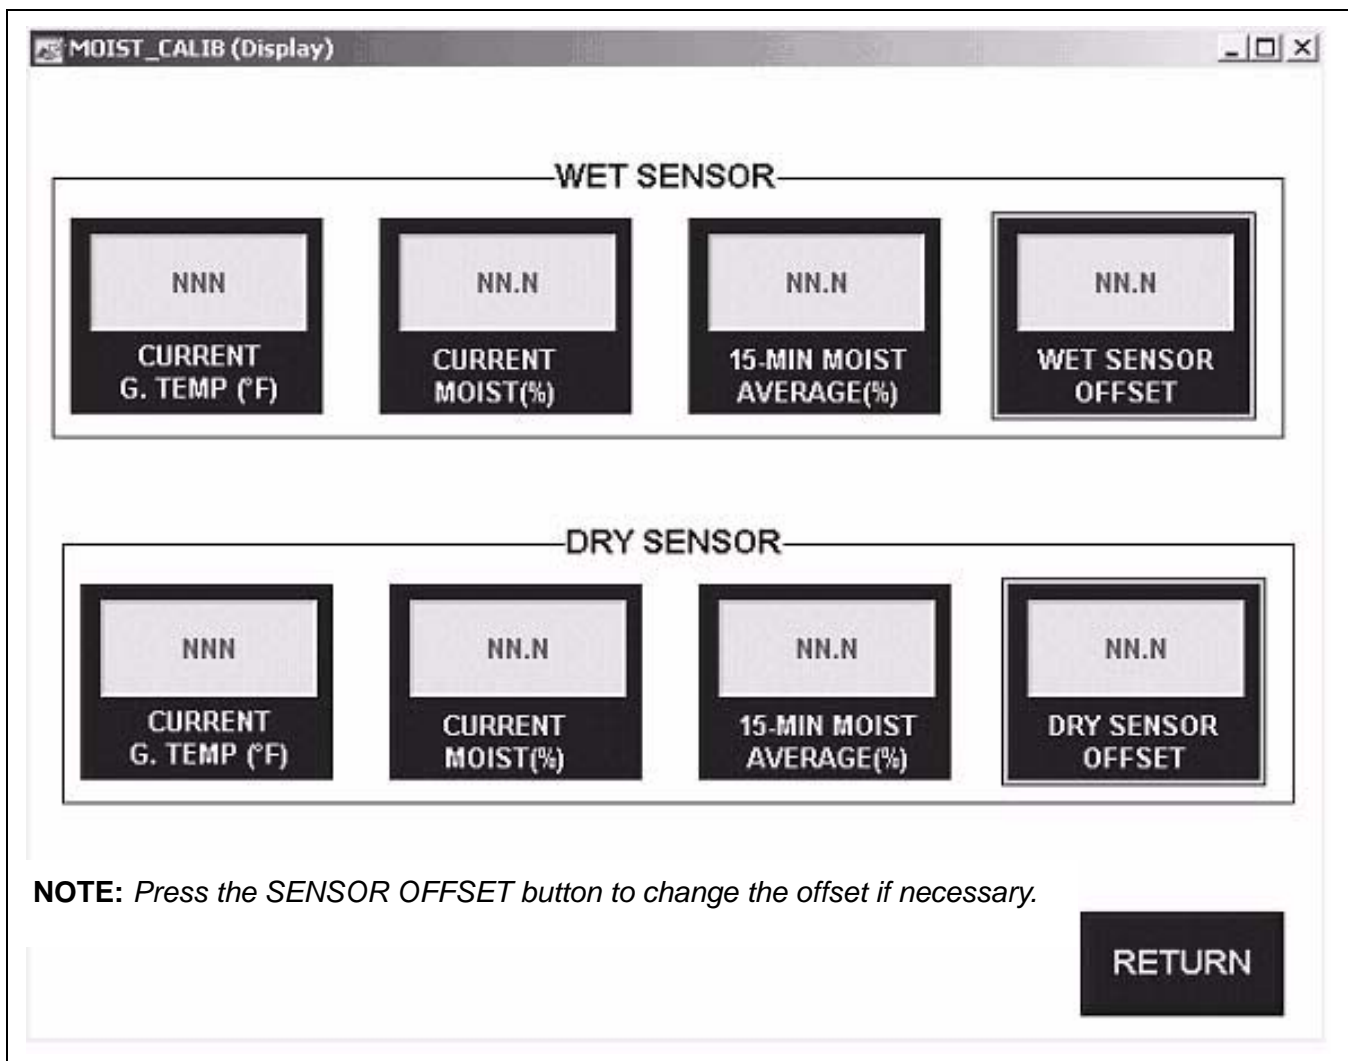 MOIST_CALIB (Display)
WET SENSOR
NNN
CURRENT
G. TEMP (°F)
NN.N
CURRENT
MOIST(%)
NN.N
15-MIN MOIST
AVERAGE(%)
NN.N
WET SENSOR
OFFSET
DRY SENSOR
NNN
CURRENT
G. TEMP (°F)
NN.N
CURRENT
MOIST(%)
NN.N
15-MIN MOIST
AVERAGE(%)
NN.N
DRY SENSOR
OFFSET
NOTE: Press the SENSOR OFFSET button to change the offset if necessary.
RETURN